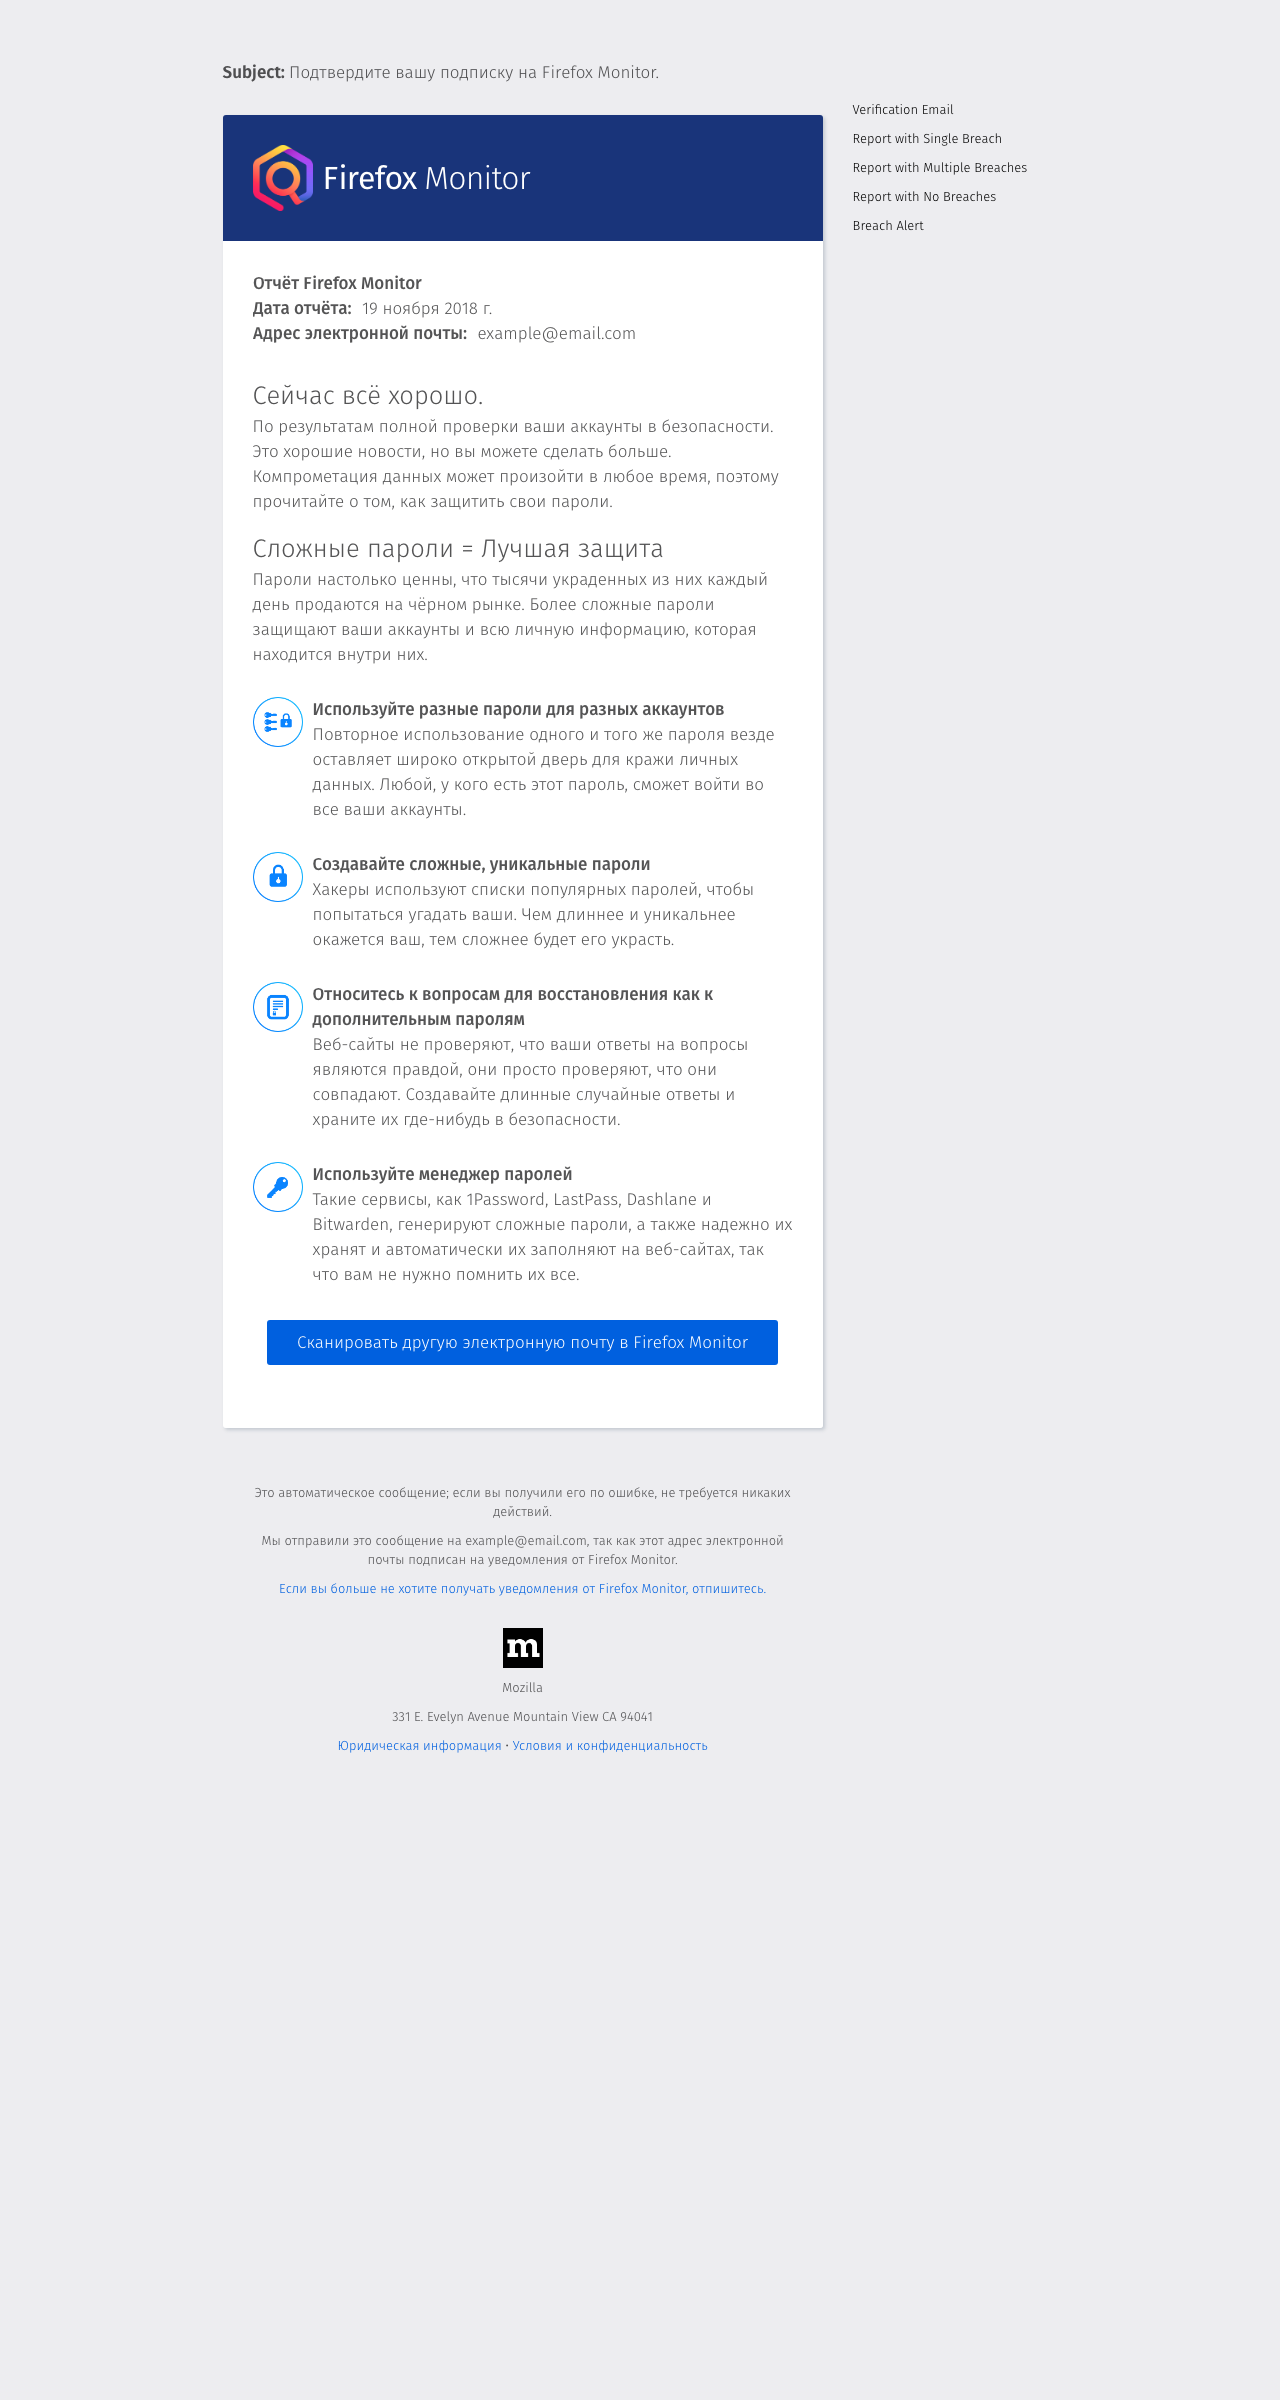 Subject: Подтвердите вашу подписку на Firefox Monitor.
Verification Email
Report with Single Breach
Report with Multiple Breaches
Report with No Breaches
Breach Alert
Firefox Monitor
Отчёт Firefox Monitor
Дата отчёта: 19 ноября 2018 г.
Адрес электронной почты: example@email.com
Сейчас всё хорошо.
По результатам полной проверки ваши аккаунты в безопасности.
Это хорошие новости, но вы можете сделать больше.
Компрометация данных может произойти в любое время, поэтому
прочитайте о том, как защитить свои пароли.
Сложные пароли = Лучшая защита
Пароли настолько ценны, что тысячи украденных из них каждый
день продаются на чёрном рынке. Более сложные пароли
защищают ваши аккаунты и всю личную информацию, которая
находится внутри них.
Используйте разные пароли для разных аккаунтов
Повторное использование одного и того же пароля везде
оставляет широко открытой дверь для кражи личных
данных. Любой, у кого есть этот пароль, сможет войти во
все ваши аккаунты.
Создавайте сложные, уникальные пароли
Хакеры используют списки популярных паролей, чтобы
попытаться угадать ваши. Чем длиннее и уникальнее
окажется ваш, тем сложнее будет его украсть.
Относитесь к вопросам для восстановления как к
дополнительным паролям
Веб-сайты не проверяют, что ваши ответы на вопросы
являются правдой, они просто проверяют, что они
совпадают. Создавайте длинные случайные ответы и
храните их где-нибудь в безопасности.
Используйте менеджер паролей
Такие сервисы, как 1Password, LastPass, Dashlane и
Bitwarden, генерируют сложные пароли, а также надежно их
хранят и автоматически их заполняют на веб-сайтах, так
что вам не нужно помнить их все.
Сканировать другую электронную почту в Firefox Monitor
Это автоматическое сообщение; если вы получили его по ошибке, не требуется никаких
действий.
Мы отправили это сообщение на example@email.com, так как этот адрес электронной
почты подписан на уведомления от Firefox Monitor.
Если вы больше не хотите получать уведомления от Firefox Monitor, отпишитесь.
m
Mozilla
331 E. Evelyn Avenue Mountain View CA 94041
Юридическая информация • Условия и конфиденциальность